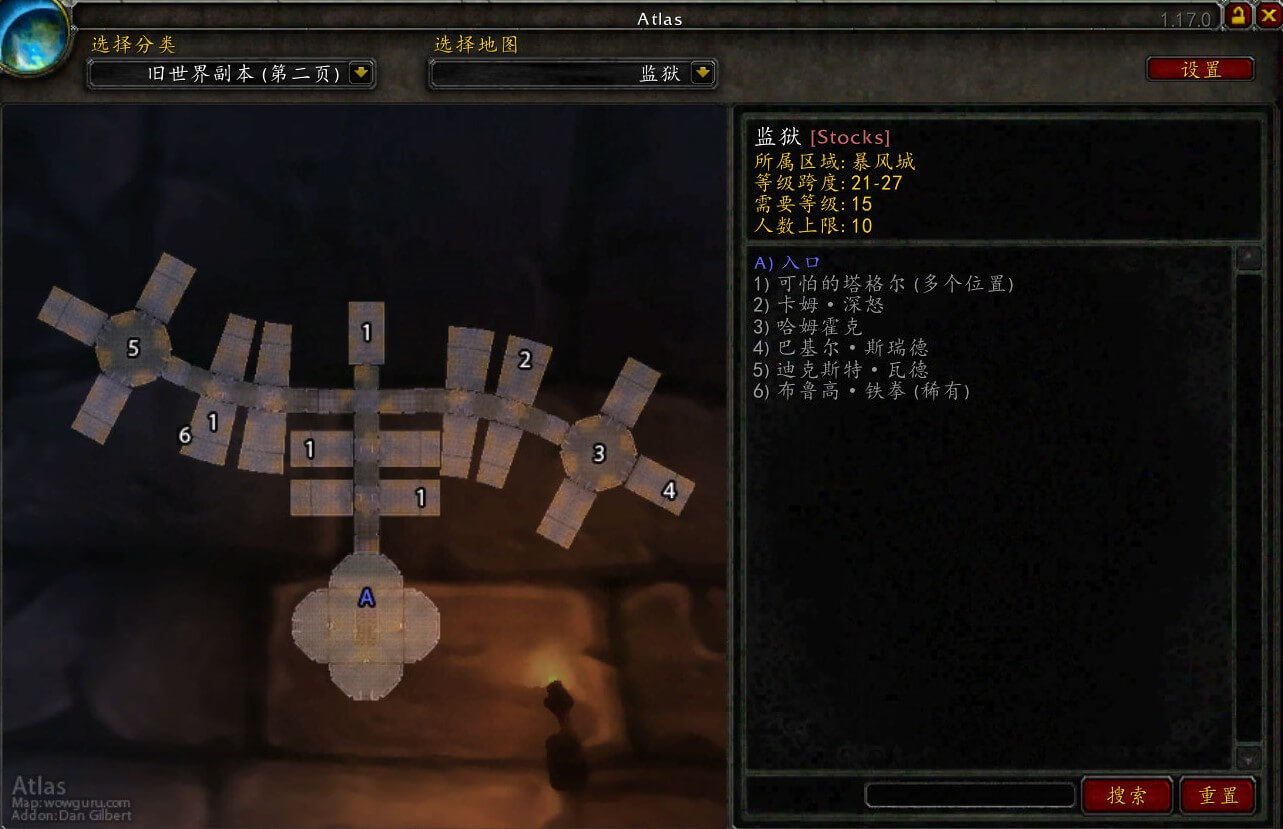 Atlas
1.17.0
选择分类
选择地图
旧世界副本 (第二页)
监狱
设置
监狱 [Stocks]
所属区域: 暴风城
等级跨度: 21-27
需要等级: 15
人数上限: 10
A) 入口
1) 可怕的塔格尔 (多个位置)
2) 卡姆·深怒
3) 哈姆霍克
4) 巴基尔·斯瑞德
5) 迪克斯特·瓦德
6) 布鲁高·铁拳 (稀有)
1
5
2
1
6
1
3
4
1
A
Atlas
Map: wowguru.com
Addon: Dan Gilbert
搜索
重置